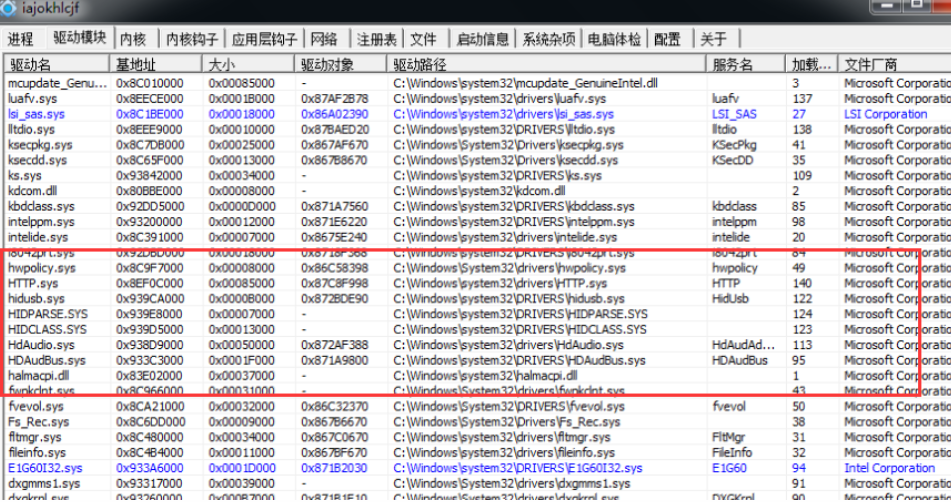 iajokhlcjf
进程 驱动模块 内核 内核钩子 应用层钩子 网络 注册表 文件 启动信息 系统杂项 电脑体检 配置 关于
驱动名 基地址 大小 驱动对象 驱动路径 服务名 加载... 文件厂商
mcupdate_Genu... 0x8C010000 0x00085000 - C:\Windows\system32\mcupdate_GenuineIntel.dll 3 Microsoft Corporatio
luafv.sys 0x8EECE000 0x0001B000 0x87AF2B78 C:\Windows\system32\drivers\luafv.sys luafv 137 Microsoft Corporatio
lsi_sas.sys 0x8C1BE000 0x00018000 0x86A02390 C:\Windows\system32\drivers\lsi_sas.sys LSI_SAS 27 LSI Corporation
lltdio.sys 0x8EEE9000 0x00010000 0x87BAED20 C:\Windows\system32\DRIVERS\lltdio.sys lltdio 138 Microsoft Corporatio
ksecpkg.sys 0x8C7DB000 0x00025000 0x867AF670 C:\Windows\System32\Drivers\ksecpkg.sys KSecPkg 41 Microsoft Corporatio
ksecdd.sys 0x8C65F000 0x00013000 0x867B8670 C:\Windows\System32\Drivers\ksecdd.sys KSecDD 35 Microsoft Corporatio
ks.sys 0x93842000 0x00034000 - C:\Windows\system32\DRIVERS\ks.sys 109 Microsoft Corporatio
kdcom.dll 0x80BBE000 0x00008000 - C:\Windows\system32\kdcom.dll 2 Microsoft Corporatio
kbdclass.sys 0x92DD5000 0x0000D000 0x871A7560 C:\Windows\system32\DRIVERS\kbdclass.sys kbdclass 85 Microsoft Corporatio
intelppm.sys 0x93200000 0x00012000 0x871E6220 C:\Windows\system32\DRIVERS\intelppm.sys intelppm 98 Microsoft Corporatio
intelide.sys 0x8C391000 0x00007000 0x8675E240 C:\Windows\system32\drivers\intelide.sys intelide 20 Microsoft Corporatio
i8042prt.sys 0x92DBD000 0x00018000 0x8718F368 C:\Windows\system32\DRIVERS\i8042prt.sys i8042prt 84 Microsoft Corporatio
hwpolicy.sys 0x8C9F7000 0x00008000 0x86C58398 C:\Windows\System32\drivers\hwpolicy.sys hwpolicy 49 Microsoft Corporatio
HTTP.sys 0x8EF0C000 0x00085000 0x87C8F998 C:\Windows\system32\drivers\HTTP.sys HTTP 140 Microsoft Corporatio
hidusb.sys 0x939CA000 0x0000B000 0x872BDE90 C:\Windows\system32\DRIVERS\hidusb.sys HidUsb 122 Microsoft Corporatio
HIDPARSE.SYS 0x939E8000 0x00007000 - C:\Windows\system32\DRIVERS\HIDPARSE.SYS 124 Microsoft Corporatio
HIDCLASS.SYS 0x939D5000 0x00013000 - C:\Windows\system32\DRIVERS\HIDCLASS.SYS 123 Microsoft Corporatio
HdAudio.sys 0x938D9000 0x00050000 0x872AF388 C:\Windows\system32\drivers\HdAudio.sys HdAudAd... 113 Microsoft Corporatio
HDAudBus.sys 0x933C3000 0x0001F000 0x871A9800 C:\Windows\system32\DRIVERS\HDAudBus.sys HDAudBus 95 Microsoft Corporatio
halmacpi.dll 0x83E02000 0x00037000 - C:\Windows\system32\halmacpi.dll 1 Microsoft Corporatio
fwpkclnt.sys 0x8C966000 0x00031000 - C:\Windows\System32\drivers\fwpkclnt.sys 43 Microsoft Corporatio
fvevol.sys 0x8CA21000 0x00032000 0x86C32370 C:\Windows\System32\DRIVERS\fvevol.sys fvevol 50 Microsoft Corporatio
Fs_Rec.sys 0x8C6DD000 0x00009000 0x867B6670 C:\Windows\System32\Drivers\Fs_Rec.sys 38 Microsoft Corporatio
fltmgr.sys 0x8C480000 0x00034000 0x867C0670 C:\Windows\system32\drivers\fltmgr.sys FltMgr 31 Microsoft Corporatio
fileinfo.sys 0x8C4B4000 0x00011000 0x867BF670 C:\Windows\system32\drivers\fileinfo.sys FileInfo 32 Microsoft Corporatio
E1G60I32.sys 0x933A6000 0x0001D000 0x871B2030 C:\Windows\system32\DRIVERS\E1G60I32.sys E1G60 94 Intel Corporation
dxgmms1.sys 0x93317000 0x00039000 - C:\Windows\System32\drivers\dxgmms1.sys 91 Microsoft Corporatio
dxgkrnl.sys 0x93260000 0x000B7000 0x871B1E10 C:\Windows\System32\drivers\dxgkrnl.sys DXGKrnl 90 Microsoft Corporatio